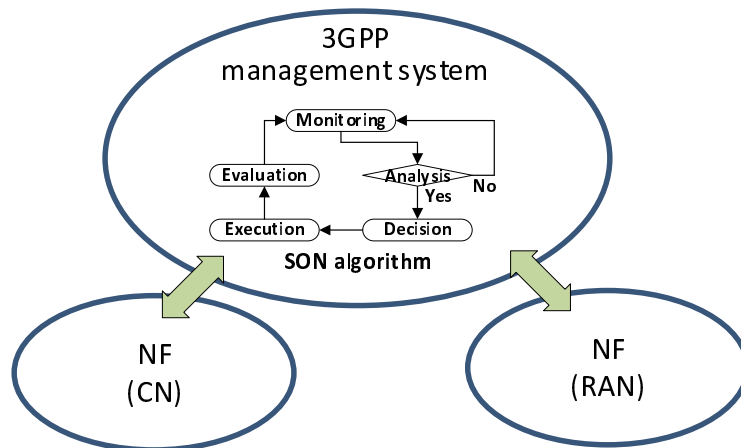 3GPP
management system
Monitoring
Evaluation
Analysis
No
Yes
Execution
Decision
SON algorithm
NF
(CN)
NF
(RAN)